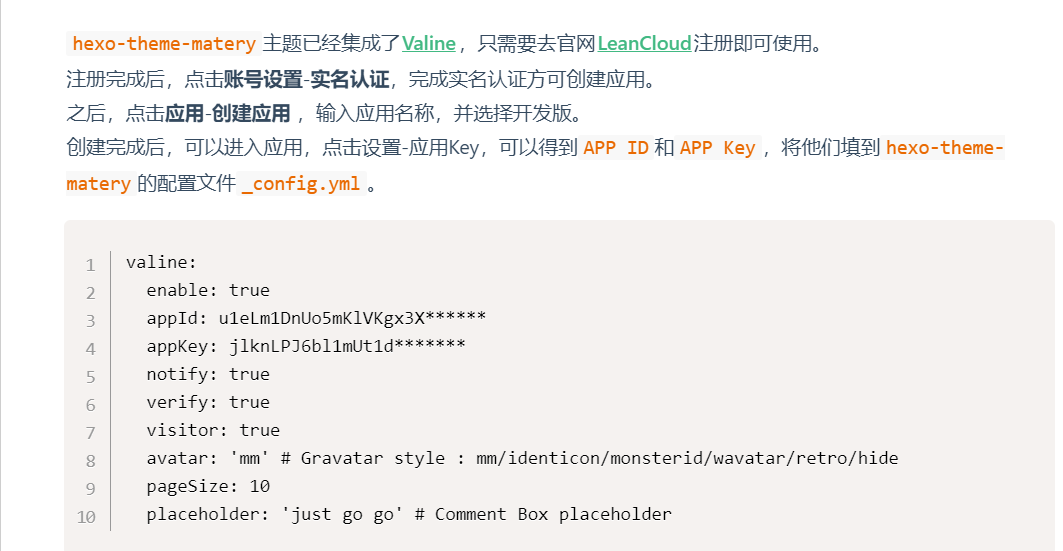 hexo-theme-matery 主题已经集成了Valine，只需要去官网LeanCloud注册即可使用。
注册完成后，点击账号设置-实名认证，完成实名认证方可创建应用。
之后，点击应用-创建应用 ，输入应用名称，并选择开发版。
创建完成后，可以进入应用，点击设置-应用Key，可以得到 APP ID 和 APP Key ，将他们填到 hexo-theme-
matery 的配置文件 _config.yml 。
1 valine:
2   enable: true
3   appId: u1eLm1DnUo5mKlVKgx3X******
4   appKey: jlknLPJ6bl1mUt1d*******
5   notify: true
6   verify: true
7   visitor: true
8   avatar: 'mm' # Gravatar style : mm/identicon/monsterid/wavatar/retro/hide
9   pageSize: 10
10   placeholder: 'just go go' # Comment Box placeholder